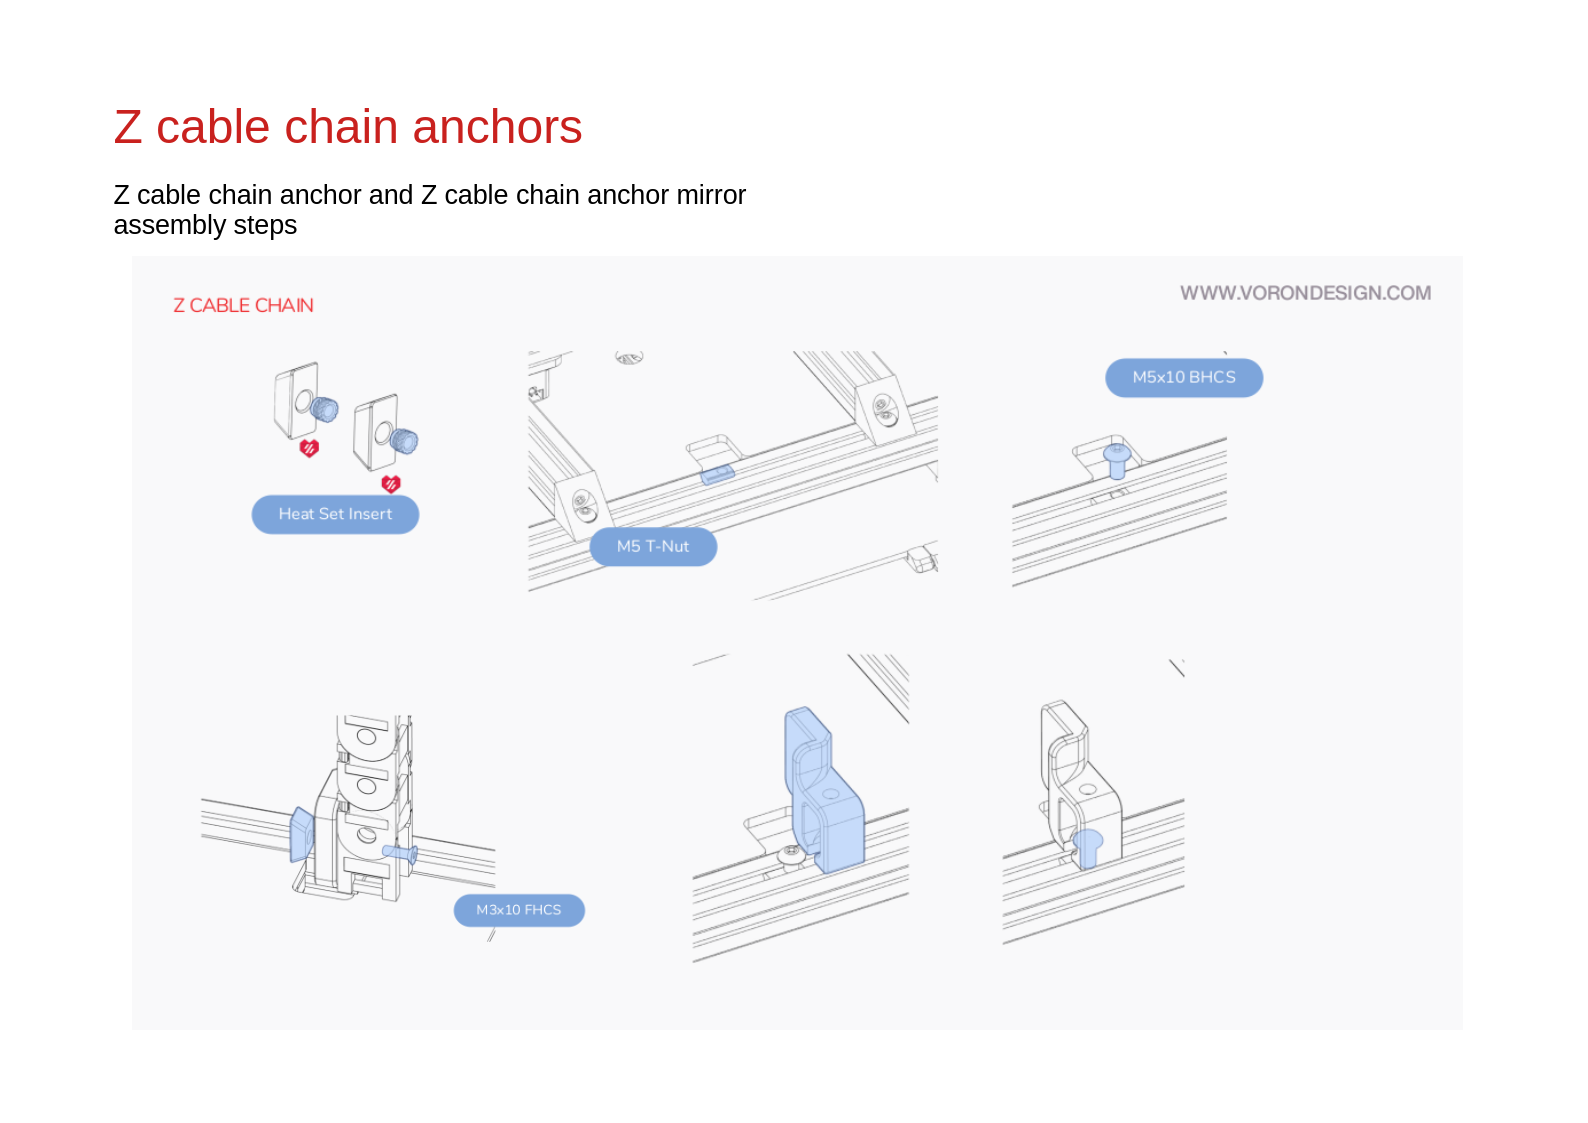 Z cable chain anchors
Z cable chain anchor and Z cable chain anchor mirror
assembly steps
Z CABLE CHAIN
WWW.VORONDESIGN.COM
M5x10 BHCS
Heat Set Insert
M5 T-Nut
M3x10 FHCS